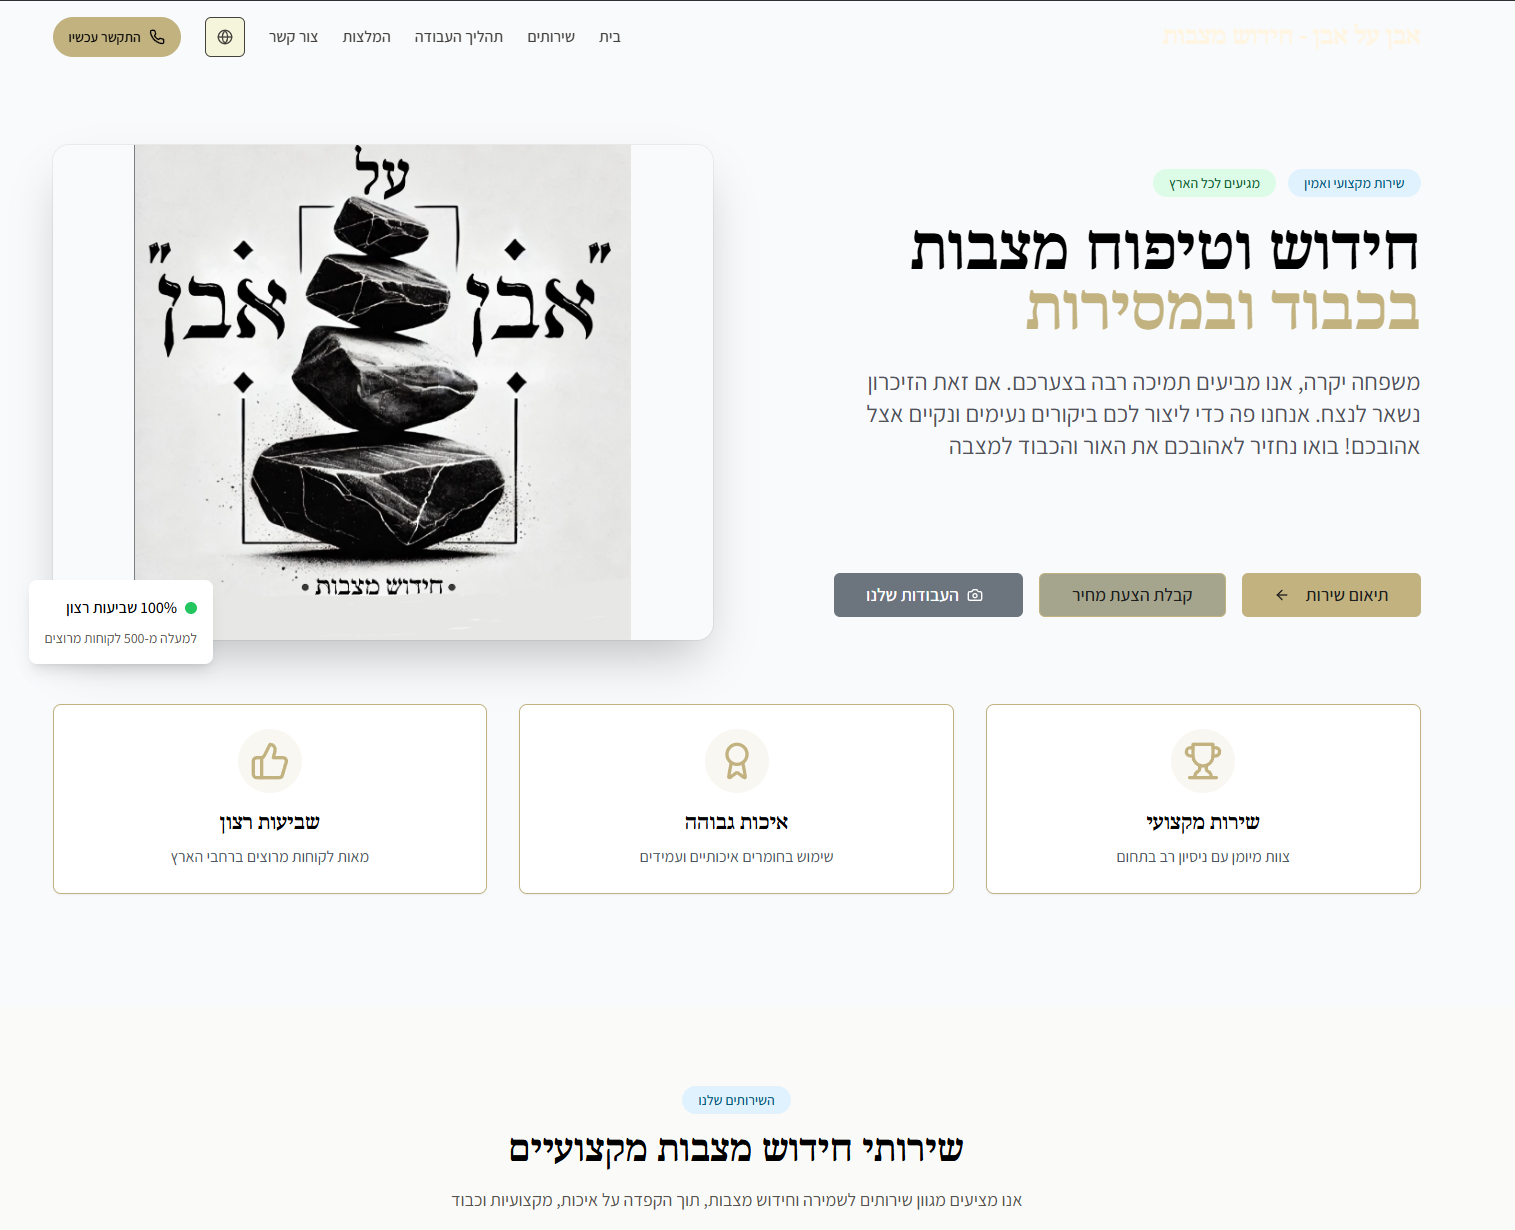 אבן על אבן - חידוש מצבות
בית
שירותים
תהליך העבודה
המלצות
צור קשר
התקשר עכשיו
שירות מקצועי ואמין
מגיעים לכל הארץ
חידוש וטיפוח מצבות
בכבוד ובמסירות
משפחה יקרה, אנו מביעים תמיכה רבה בצערכם. אם זאת הזיכרון
נשאר לנצח. אנחנו פה כדי ליצור לכם ביקורים נעימים ונקיים אצל
אהובכם! בואו נחזיר לאהובכם את האור והכבוד למצבה
תיאום שירות
קבלת הצעת מחיר
העבודות שלנו
על
"אבן אבן"
• חידוש מצבות •
100% שביעות רצון
למעלה מ-500 לקוחות מרוצים
שירות מקצועי
צוות מיומן עם ניסיון רב בתחום
איכות גבוהה
שימוש בחומרים איכותיים ועמידים
שביעות רצון
מאות לקוחות מרוצים ברחבי הארץ
השירותים שלנו
שירותי חידוש מצבות מקצועיים
אנו מציעים מגוון שירותים לשמירה וחידוש מצבות, תוך הקפדה על איכות, מקצועיות וכבוד